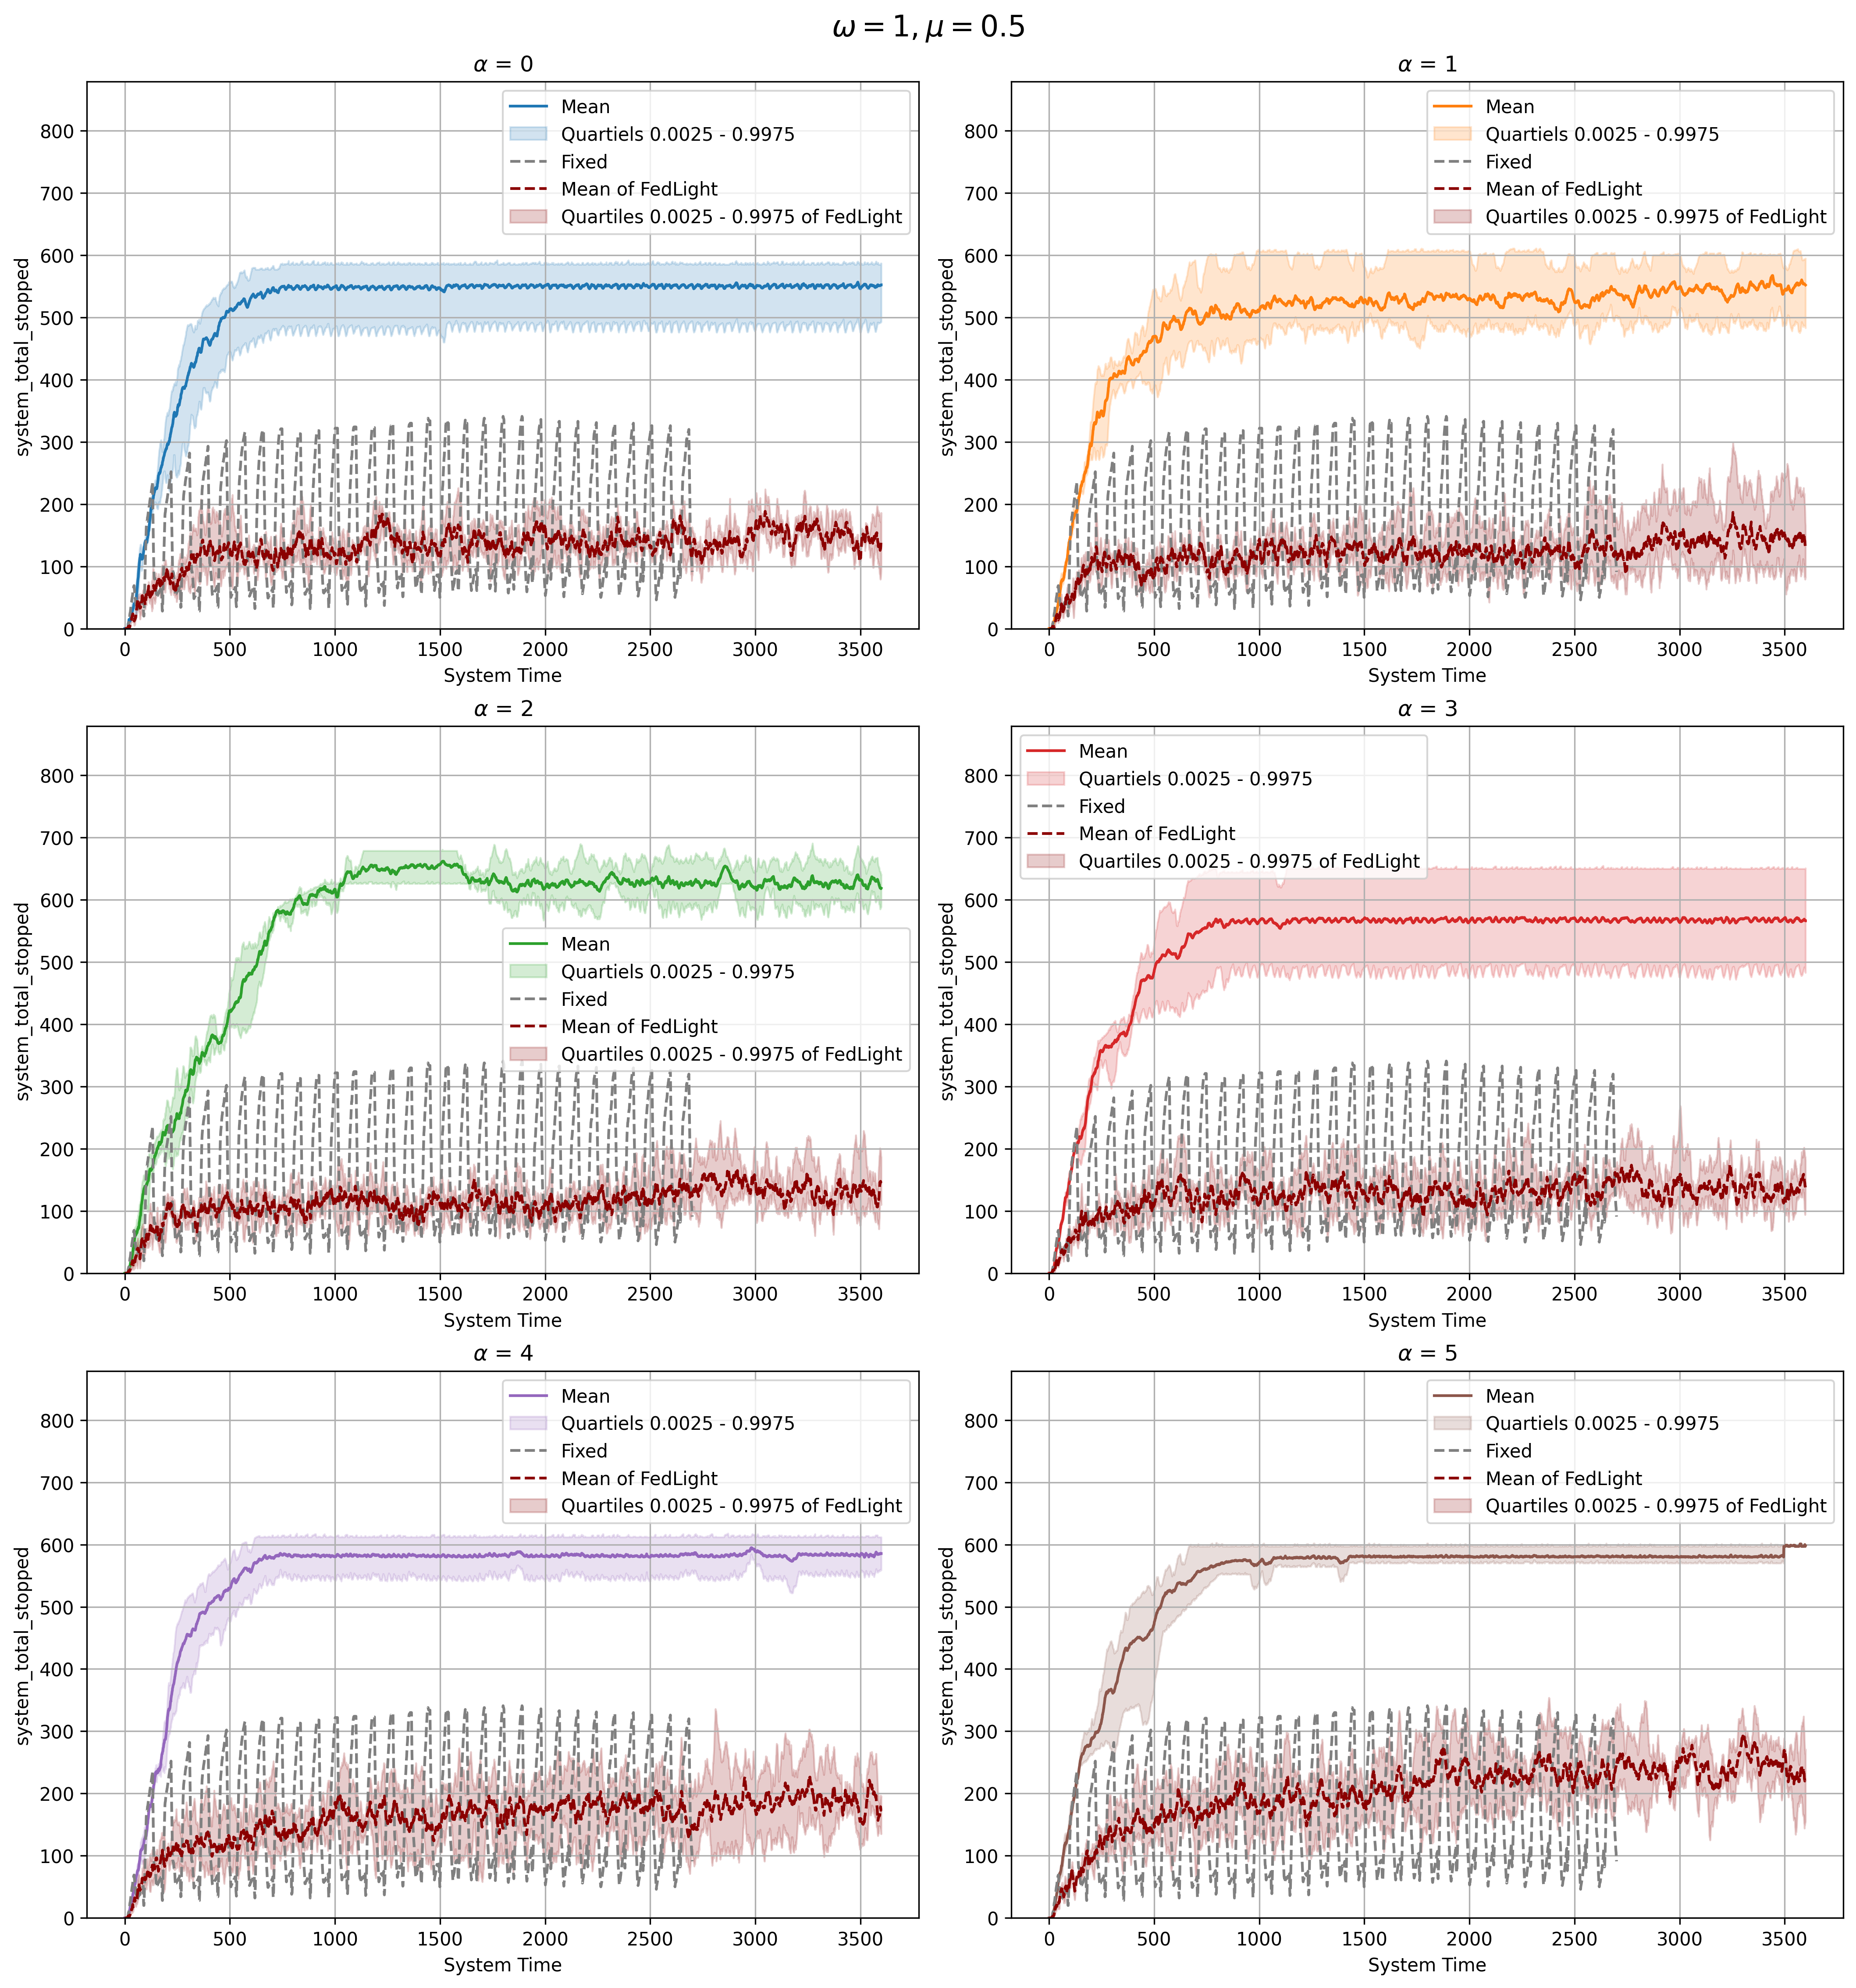 ω = 1, μ = 0.5
α = 0
800
700
600
500
400
300
200
100
0
system_total_stopped
Mean
Quartiels 0.0025 - 0.9975
Fixed
Mean of FedLight
Quartiles 0.0025 - 0.9975 of FedLight
0 500 1000 1500 2000 2500 3000 3500
System Time
α = 1
800
700
600
500
400
300
200
100
0
system_total_stopped
Mean
Quartiels 0.0025 - 0.9975
Fixed
Mean of FedLight
Quartiles 0.0025 - 0.9975 of FedLight
0 500 1000 1500 2000 2500 3000 3500
System Time
α = 2
800
700
600
500
400
300
200
100
0
system_total_stopped
Mean
Quartiels 0.0025 - 0.9975
Fixed
Mean of FedLight
Quartiles 0.0025 - 0.9975 of FedLight
0 500 1000 1500 2000 2500 3000 3500
System Time
α = 3
800
700
600
500
400
300
200
100
0
system_total_stopped
Mean
Quartiels 0.0025 - 0.9975
Fixed
Mean of FedLight
Quartiles 0.0025 - 0.9975 of FedLight
0 500 1000 1500 2000 2500 3000 3500
System Time
α = 4
800
700
600
500
400
300
200
100
0
system_total_stopped
Mean
Quartiels 0.0025 - 0.9975
Fixed
Mean of FedLight
Quartiles 0.0025 - 0.9975 of FedLight
0 500 1000 1500 2000 2500 3000 3500
System Time
α = 5
800
700
600
500
400
300
200
100
0
system_total_stopped
Mean
Quartiels 0.0025 - 0.9975
Fixed
Mean of FedLight
Quartiles 0.0025 - 0.9975 of FedLight
0 500 1000 1500 2000 2500 3000 3500
System Time